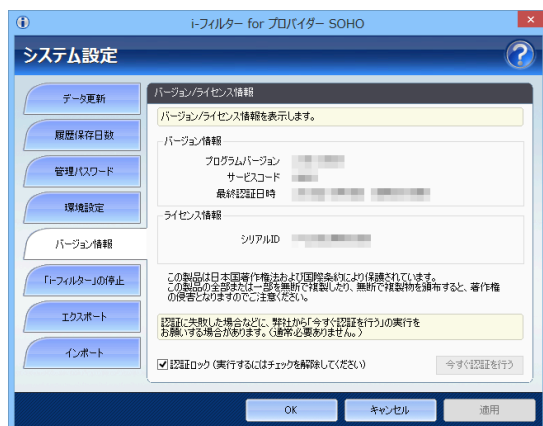 i-フィルター for プロバイダー SOHO
システム設定
データ更新
履歴保存日数
管理パスワード
環境設定
バージョン情報
「i-フィルター」の停止
エクスポート
インポート
バージョン/ライセンス情報
バージョン/ライセンス情報を表示します。
バージョン情報
プログラムバージョン
サービスコード
最終認証日時
ライセンス情報
シリアルID
この製品は日本国著作権法および国際条約により保護されています。
この製品の全部または一部を無断で複製したり、無断で複製物を頒布すると、著作権
の侵害となりますのでご注意ください。
認証に失敗した場合などに、弊社から「今すぐ認証を行う」の実行を
お願いする場合があります。（通常必要ありません。）
認証ロック (実行するにはチェックを解除してください)
今すぐ認証を行う
OK
キャンセル
適用